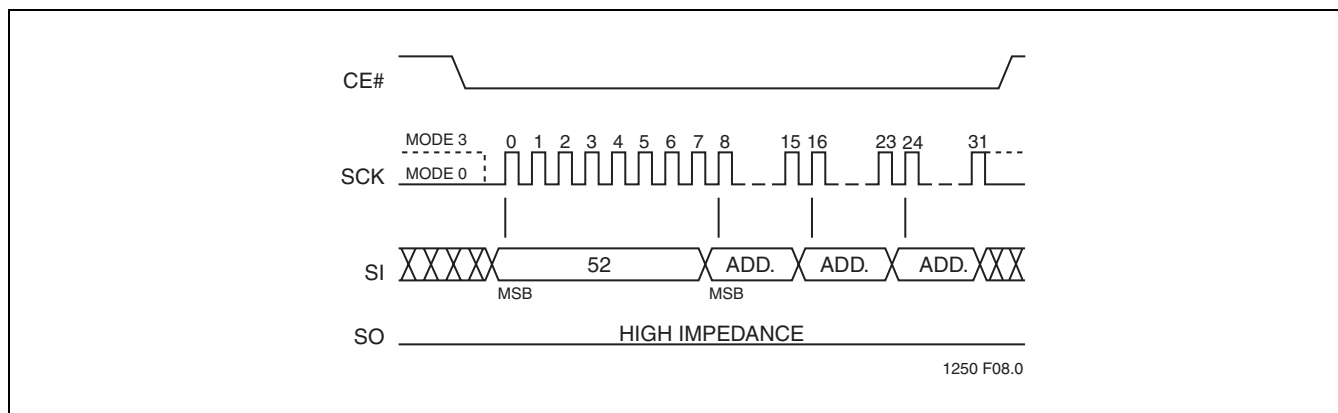 CE#
MODE 3
0 1 2 3 4 5 6 7 8 15 16 23 24 31
SCK
MODE 0
SI
52
ADD.
ADD.
ADD.
MSB
MSB
SO
HIGH IMPEDANCE
1250 F08.0